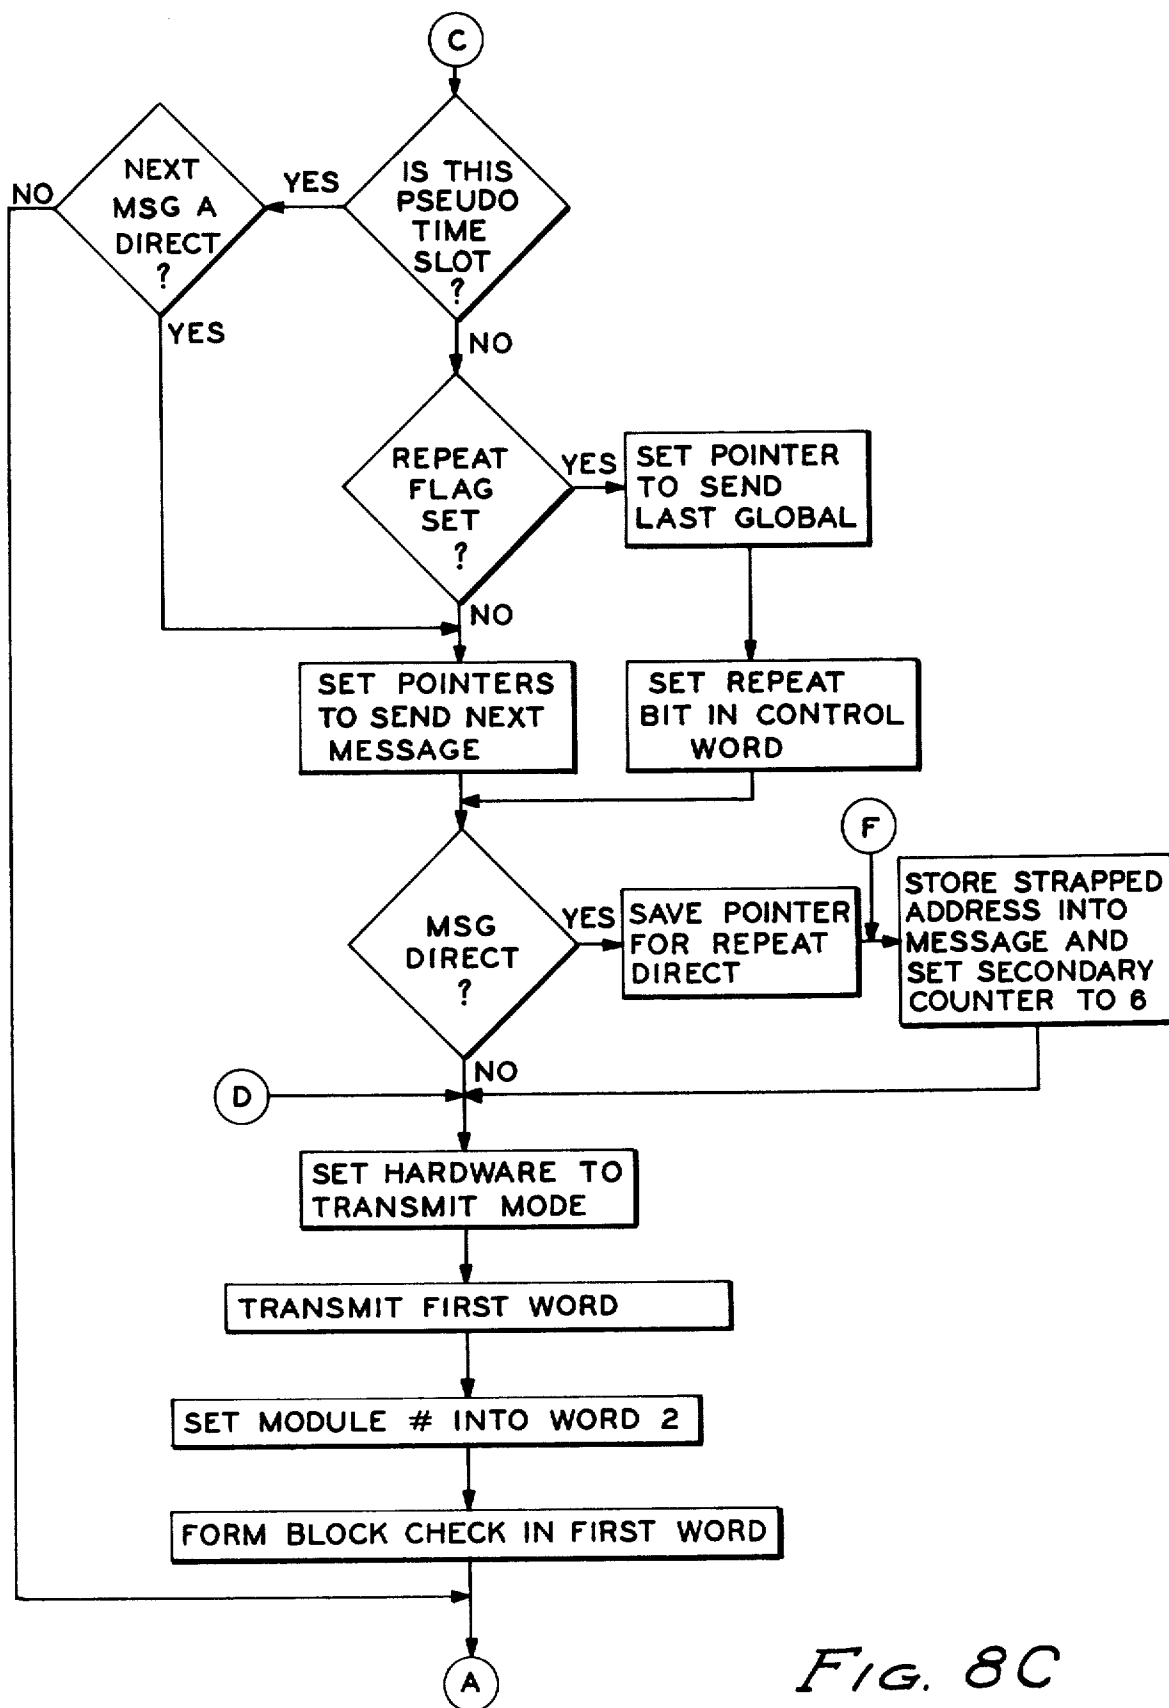 C
NEXT
MSG A
DIRECT
?
NO
YES
IS THIS
PSEUDO
TIME
SLOT
?
YES
NO
REPEAT
FLAG
SET
?
YES
SET POINTER
TO SEND
LAST GLOBAL
NO
SET POINTERS
TO SEND NEXT
MESSAGE
SET REPEAT
BIT IN CONTROL
WORD
F
MSG
DIRECT
?
YES
SAVE POINTER
FOR REPEAT
DIRECT
STORE STRAPPED
ADDRESS INTO
MESSAGE AND
SET SECONDARY
COUNTER TO 6
NO
D
SET HARDWARE TO
TRANSMIT MODE
TRANSMIT FIRST WORD
SET MODULE # INTO WORD 2
FORM BLOCK CHECK IN FIRST WORD
A
FIG. 8C